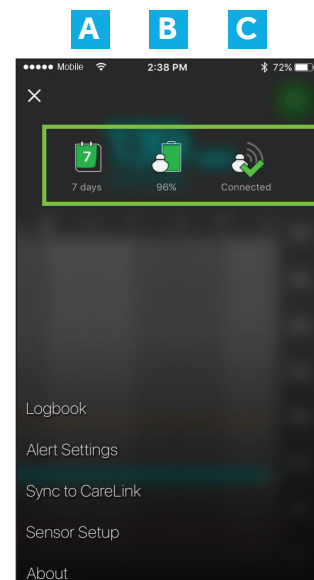 A B C
Mobile 2:38 PM 72%
7
7 days 96% Connected
Logbook
Alert Settings
Sync to CareLink
Sensor Setup
About